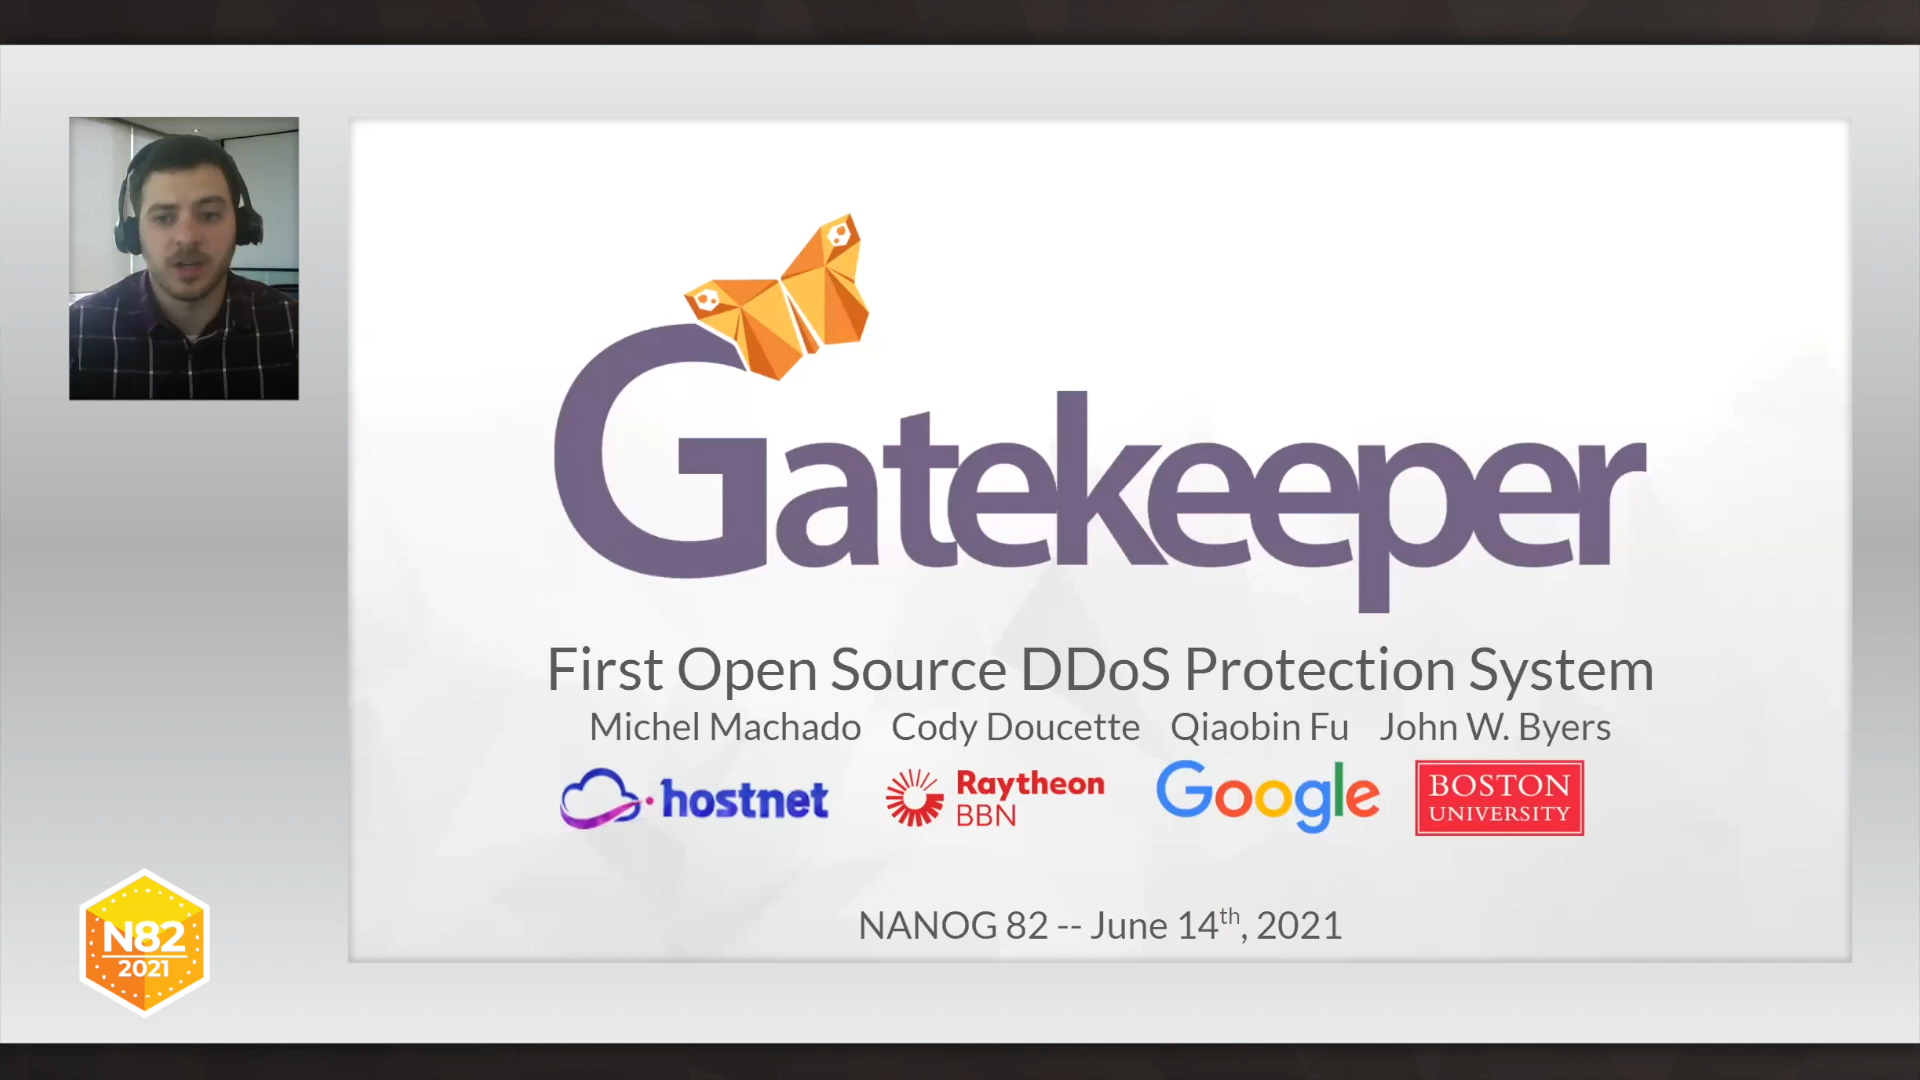 Gatekeeper
First Open Source DDoS Protection System
Michel Machado Cody Doucette Qiaobin Fu John W. Byers
hostnet Raytheon BBN Google BOSTON UNIVERSITY
NANOG 82 -- June 14th, 2021
N82
2021